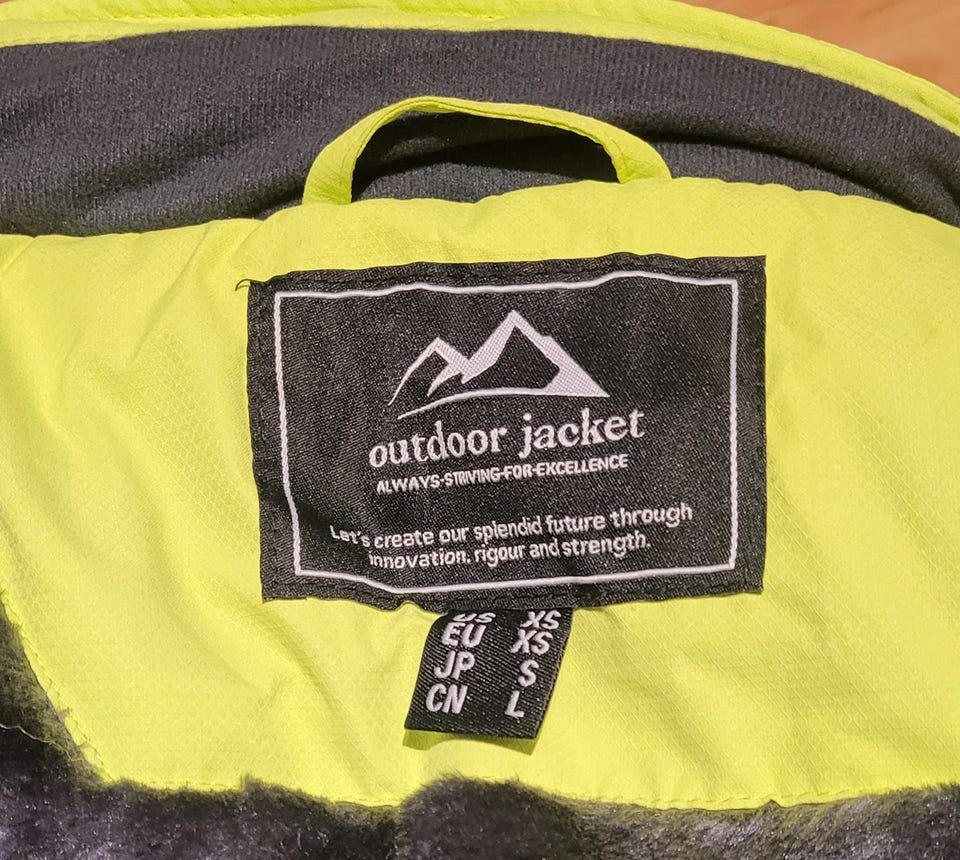 outdoor jacket
ALWAYS-STRIVING-FOR-EXCELLENCE
Let's create our splendid future through
innovation. rigour and strength.
US XS
EU XS
JP S
CN L